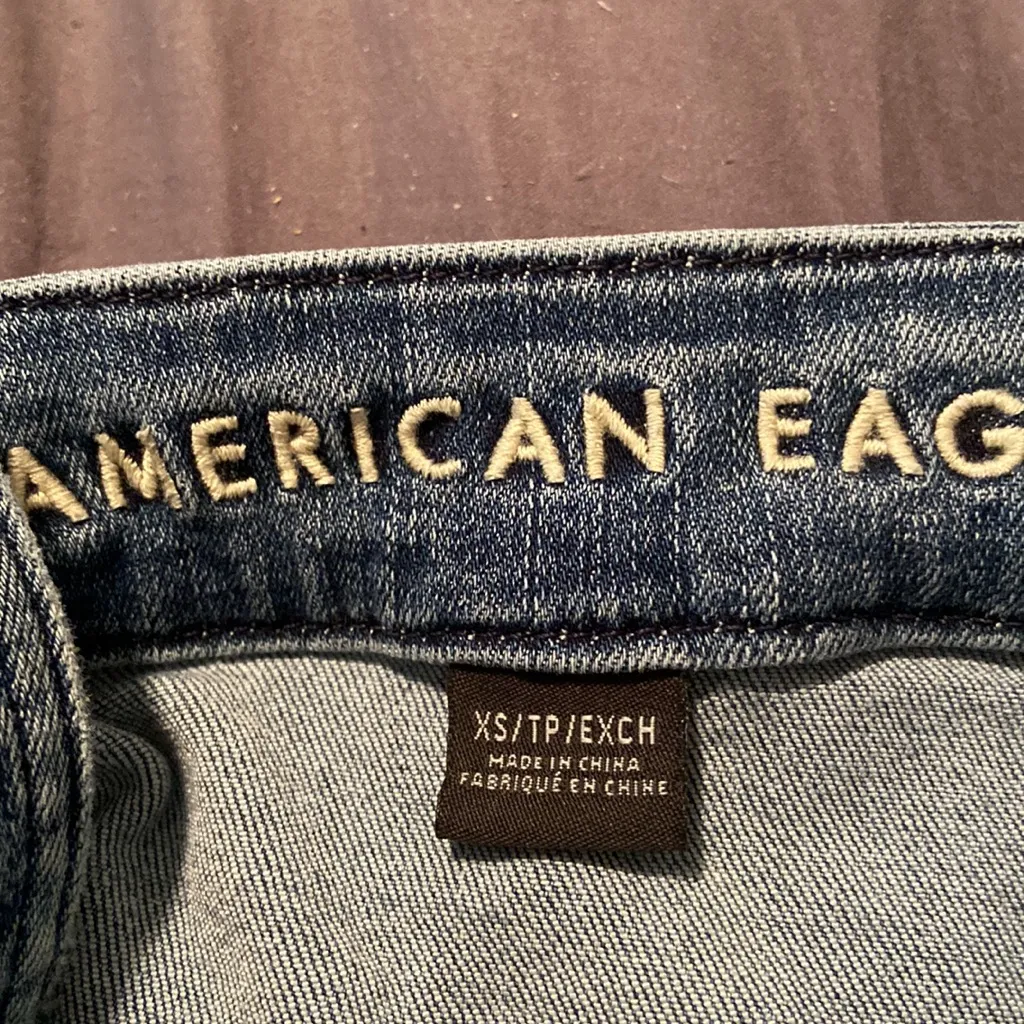 AMERICAN EAG
XS/TP/EXCH
MADE IN CHINA
FABRIQUÉ EN CHINE